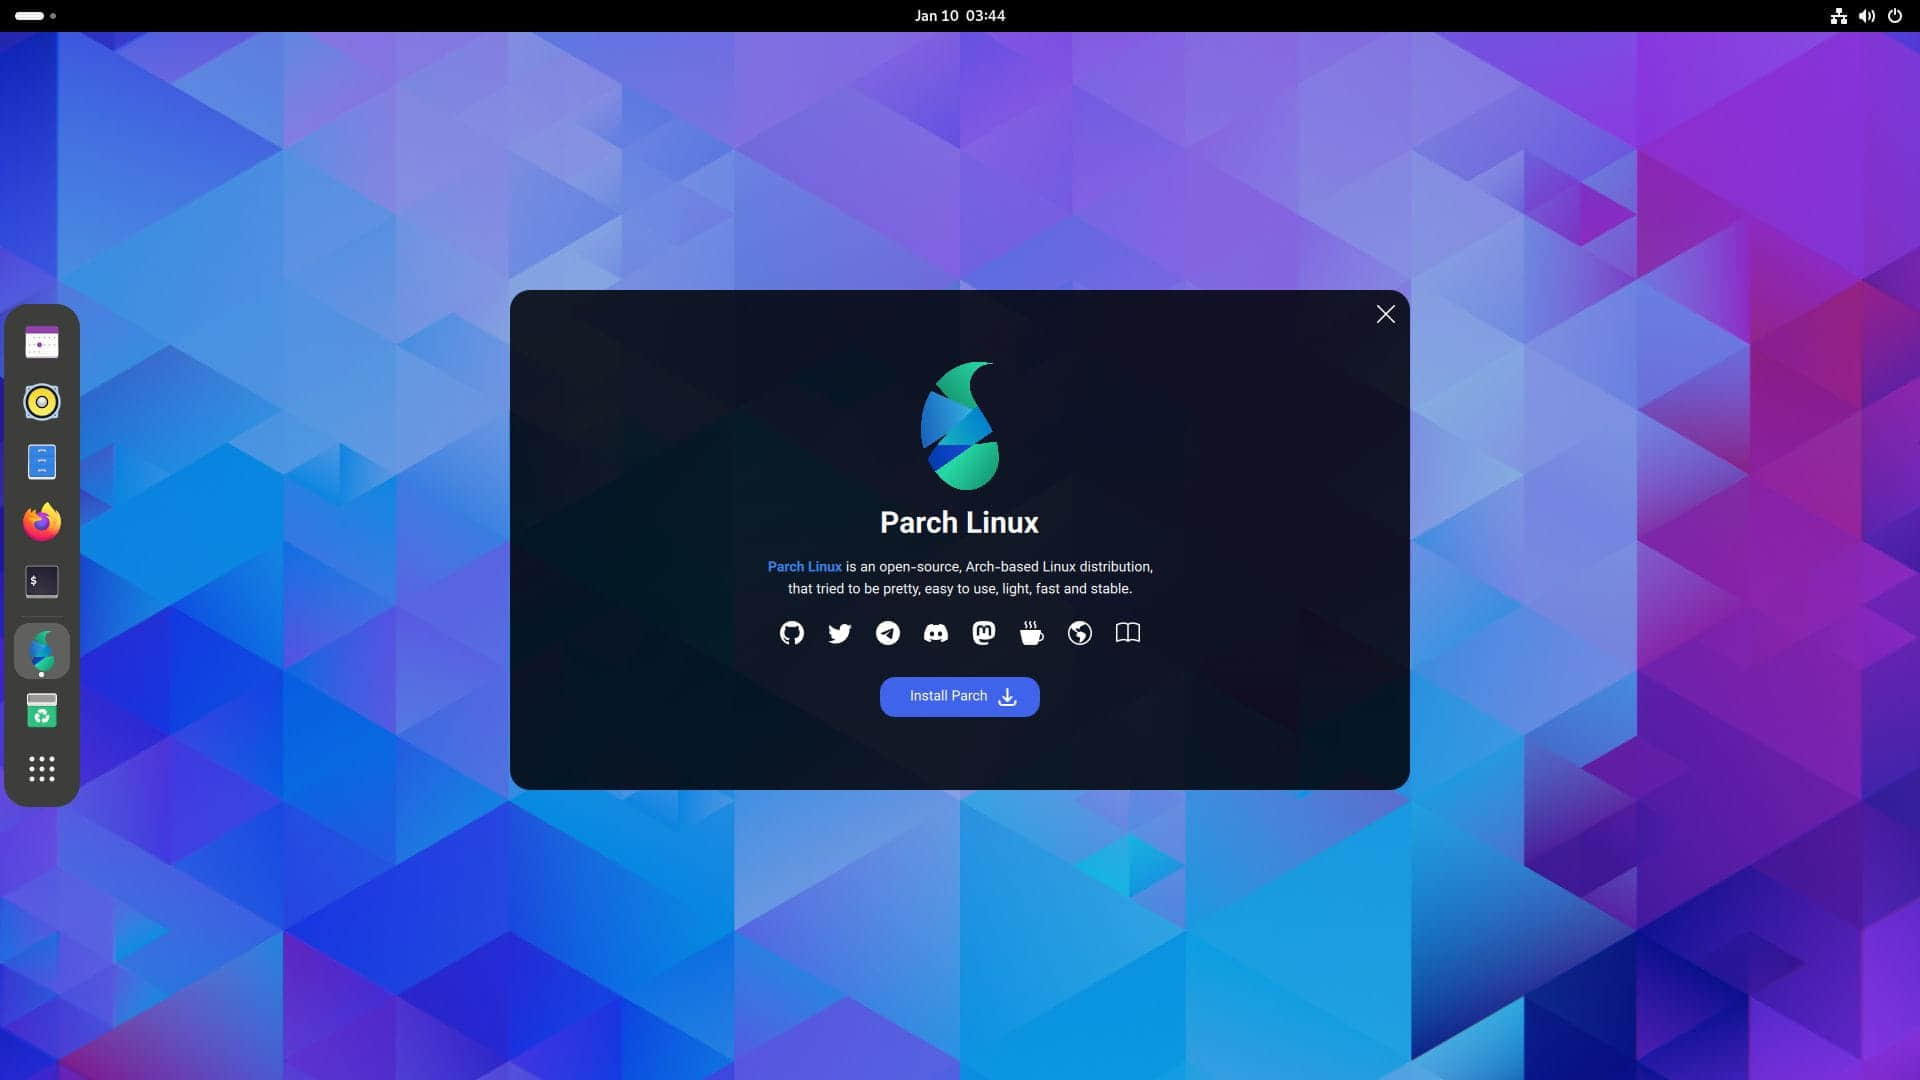 Jan 10 03:44
Parch Linux
Parch Linux is an open-source, Arch-based Linux distribution,
that tried to be pretty, easy to use, light, fast and stable.
Install Parch
$